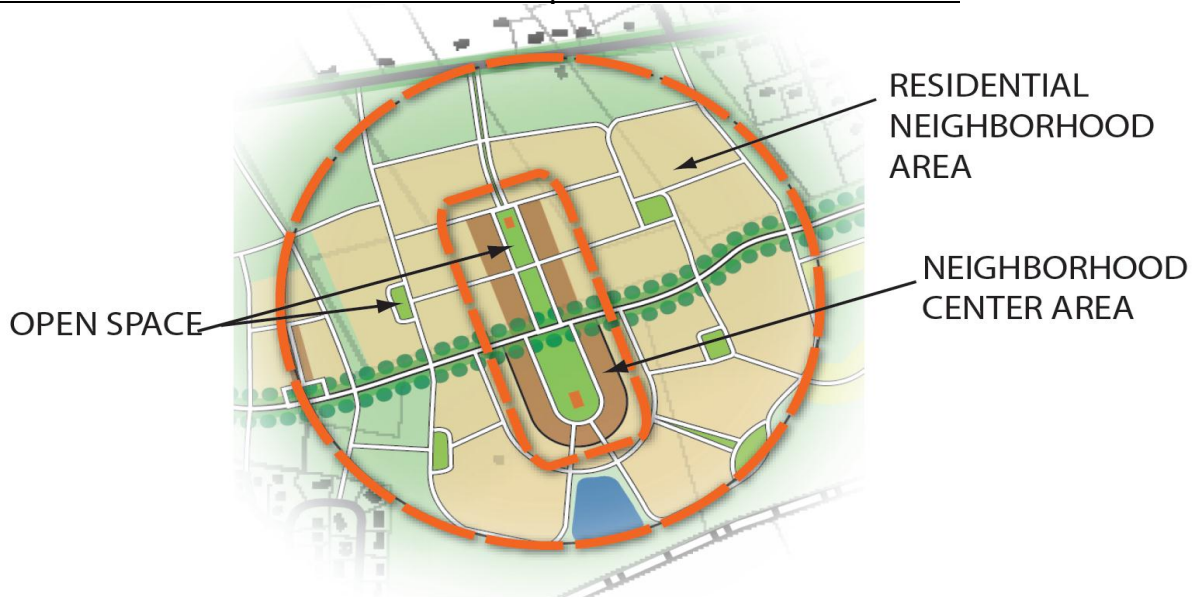 RESIDENTIAL
NEIGHBORHOOD
AREA
NEIGHBORHOOD
CENTER AREA
OPEN SPACE